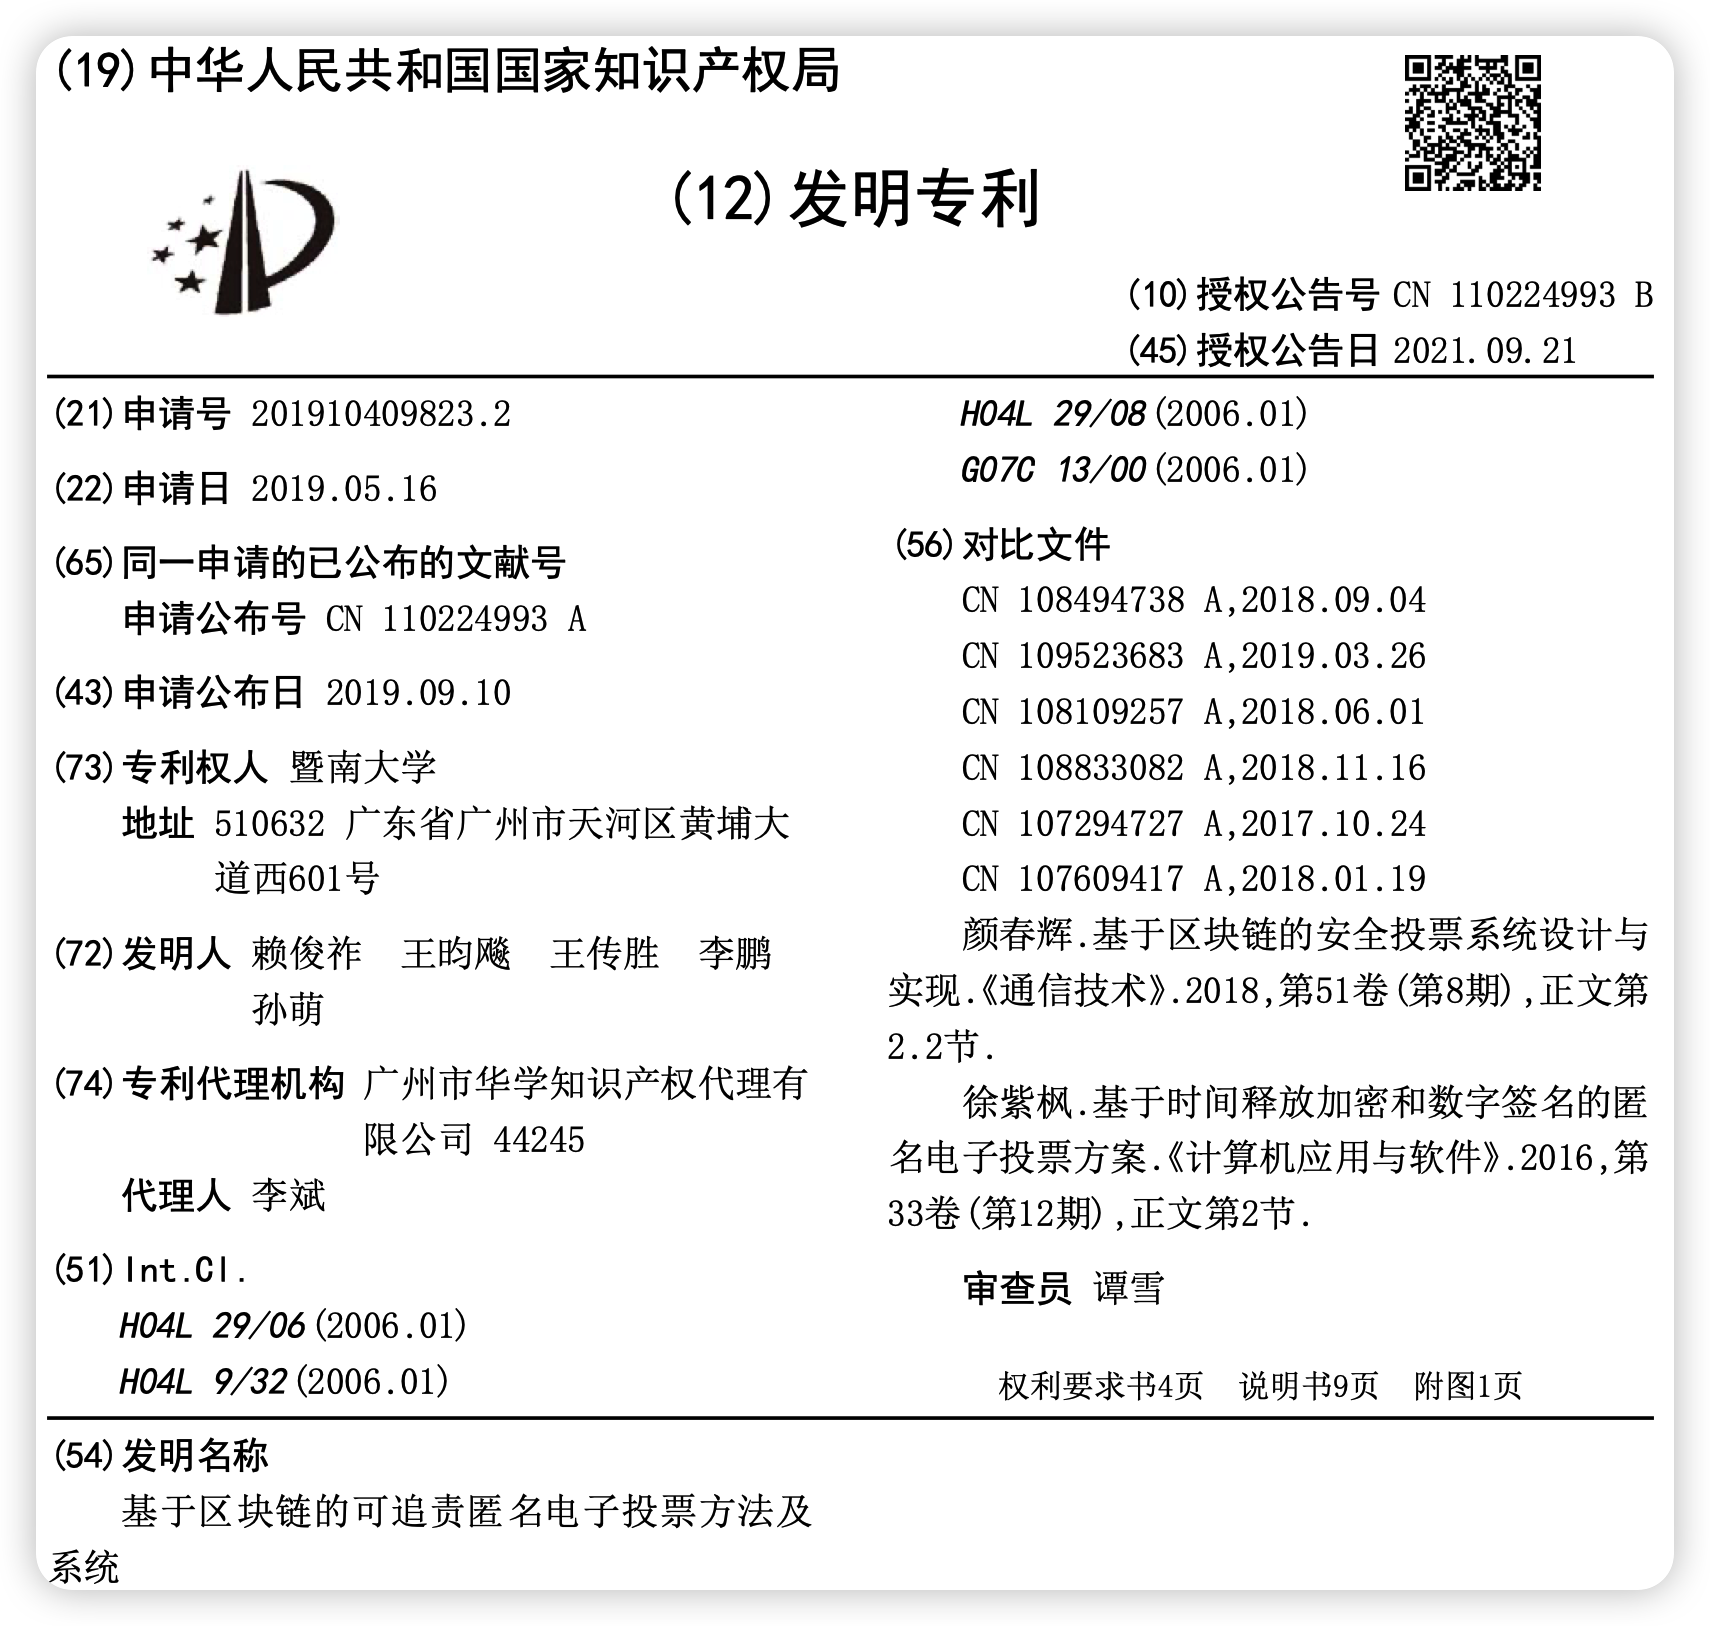 (19)中华人民共和国国家知识产权局
(12)发明专利
(10)授权公告号 CN 110224993 B
(45)授权公告日 2021.09.21
(21)申请号 201910409823.2
(22)申请日 2019.05.16
(65)同一申请的已公布的文献号
申请公布号 CN 110224993 A
(43)申请公布日 2019.09.10
(73)专利权人 暨南大学
地址 510632 广东省广州市天河区黄埔大
道西601号
(72)发明人 赖俊祚 王昀飚 王传胜 李鹏
孙萌
(74)专利代理机构 广州市华学知识产权代理有
限公司 44245
代理人 李斌
(51)Int.Cl.
H04L 29/06(2006.01)
H04L 9/32(2006.01)
H04L 29/08(2006.01)
G07C 13/00(2006.01)
(56)对比文件
CN 108494738 A,2018.09.04
CN 109523683 A,2019.03.26
CN 108109257 A,2018.06.01
CN 108833082 A,2018.11.16
CN 107294727 A,2017.10.24
CN 107609417 A,2018.01.19
颜春辉.基于区块链的安全投票系统设计与
实现.《通信技术》.2018,第51卷(第8期),正文第
2.2节.
徐紫枫.基于时间释放加密和数字签名的匿
名电子投票方案.《计算机应用与软件》.2016,第
33卷(第12期),正文第2节.
审查员 谭雪
权利要求书4页 说明书9页 附图1页
(54)发明名称
基于区块链的可追责匿名电子投票方法及
系统